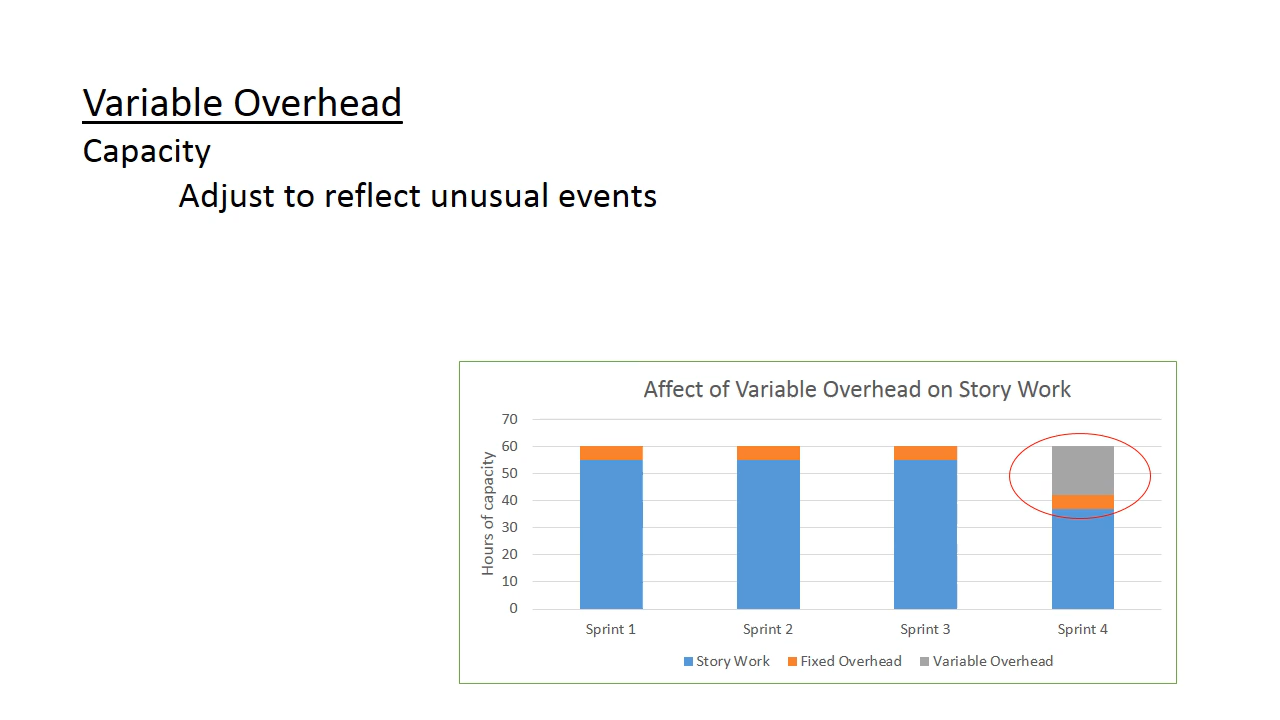 Variable Overhead
Capacity
Adjust to reflect unusual events
Affect of Variable Overhead on Story Work
Hours of capacity
70
60
50
40
30
20
10
0
Sprint 1 Sprint 2 Sprint 3 Sprint 4
Story Work Fixed Overhead Variable Overhead